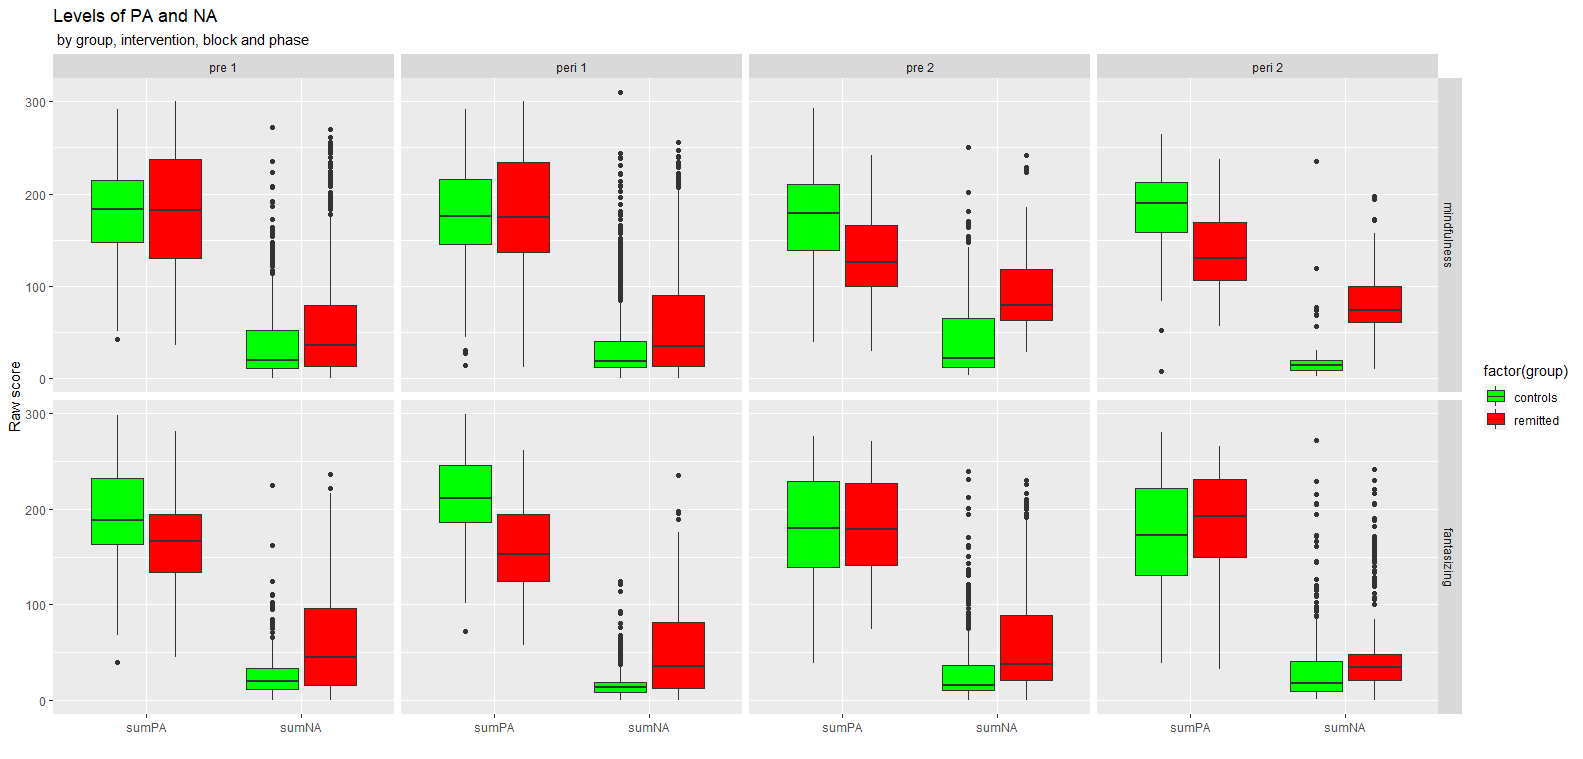 Levels of PA and NA
by group, intervention, block and phase
pre 1
peri 1
pre 2
peri 2
300
200
100
0
mindfulness
Raw score
300
200
100
0
fantasizing
sumPA
sumNA
sumPA
sumNA
sumPA
sumNA
sumPA
sumNA
factor(group)
controls
remitted